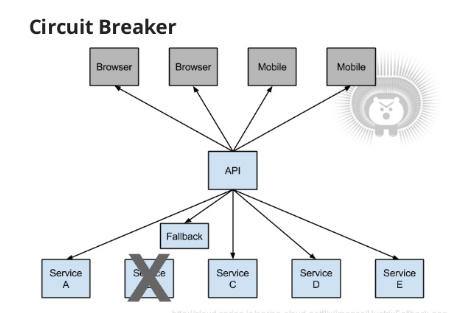 Circuit Breaker
Browser
Browser
Mobile
Mobile
API
Fallback
Service
A
Service
C
Service
D
Service
E